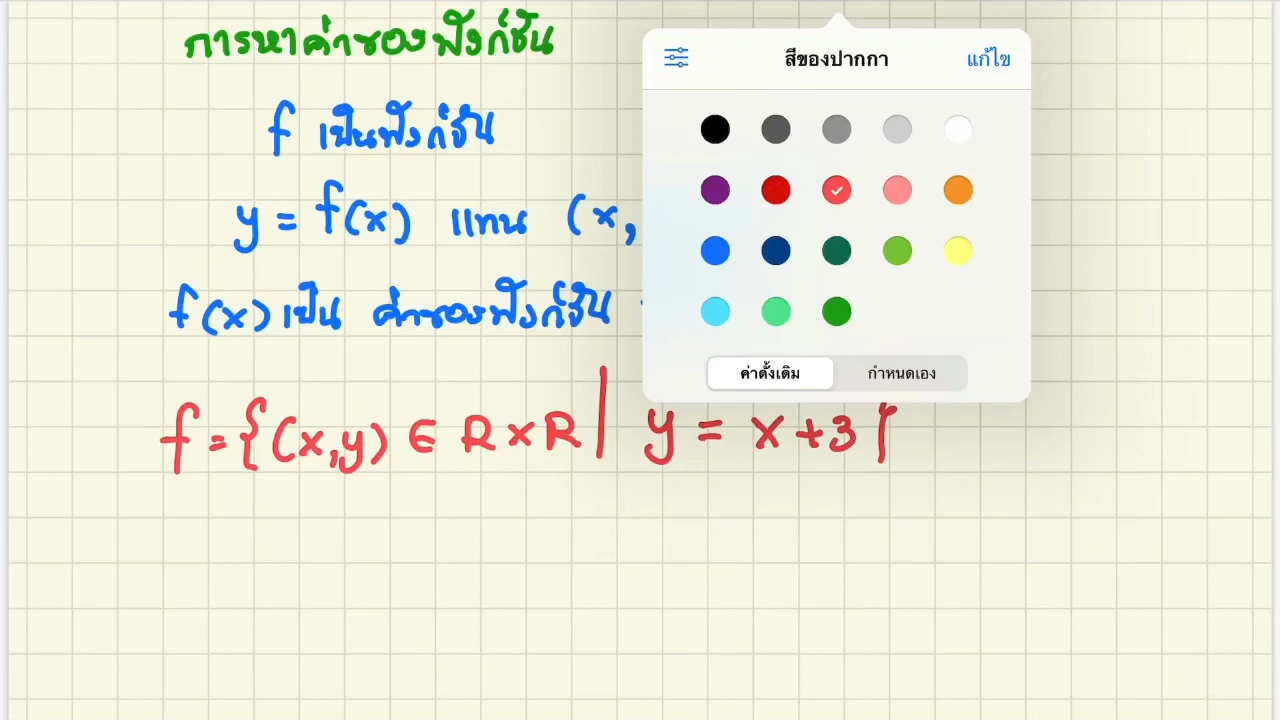 การหาค่าของฟังก์ชัน
สีของปากกา
แก้ไข
f เป็นฟังก์ชัน
y = f(x) แทน (x,
f(x) เป็น ค่าของฟังก์ชัน
ค่าดั้งเดิม
กำหนดเอง
f = {(x,y) ∈ R × R | y = x + 3 }